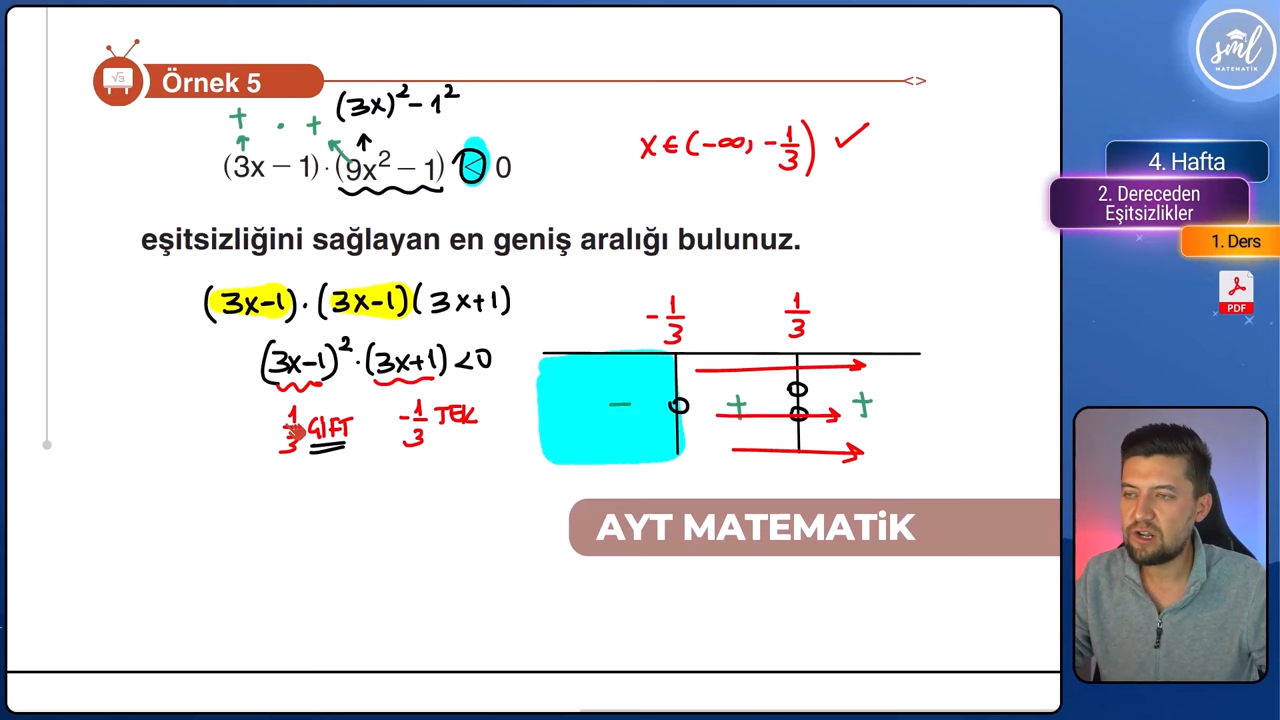 Örnek 5
sml
MATEMATİK
(3x)² − 1²
+ . +
(3x − 1) · (9x² − 1) < 0
x ∈ (−∞, −1/3) ✓
4. Hafta
2. Dereceden
Eşitsizlikler
1. Ders
PDF
eşitsizliğini sağlayan en geniş aralığı bulunuz.
(3x−1) · (3x−1)(3x+1)
(3x−1)² · (3x+1) < 0
1/3 ÇİFT
−1/3 TEK
−1/3 1/3
− + +
AYT MATEMATİK